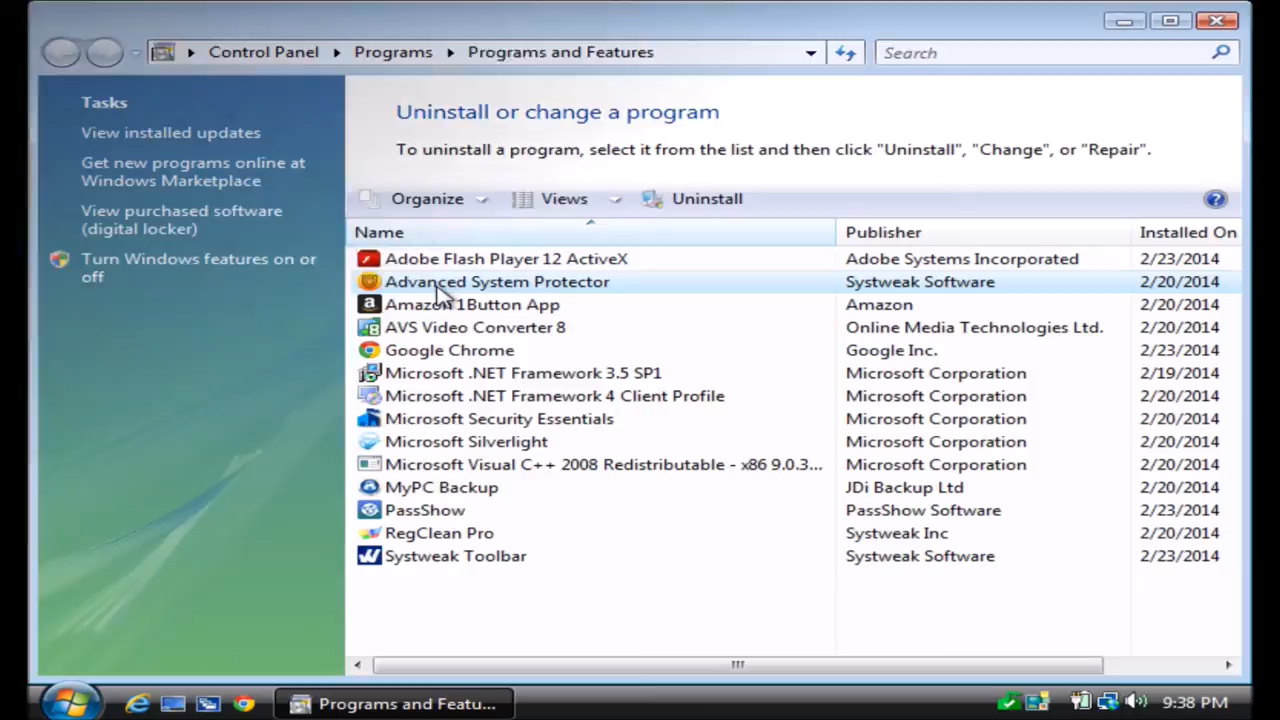 Control Panel Programs Programs and Features Search
Tasks
View installed updates
Get new programs online at
Windows Marketplace
View purchased software
(digital locker)
Turn Windows features on or
off
Uninstall or change a program
To uninstall a program, select it from the list and then click "Uninstall", "Change", or "Repair".
Organize Views Uninstall ?
Name Publisher Installed On
Adobe Flash Player 12 ActiveX Adobe Systems Incorporated 2/23/2014
Advanced System Protector Systweak Software 2/20/2014
a Amazon 1Button App Amazon 2/20/2014
AVS Video Converter 8 Online Media Technologies Ltd. 2/20/2014
Google Chrome Google Inc. 2/23/2014
Microsoft .NET Framework 3.5 SP1 Microsoft Corporation 2/19/2014
Microsoft .NET Framework 4 Client Profile Microsoft Corporation 2/20/2014
Microsoft Security Essentials Microsoft Corporation 2/20/2014
Microsoft Silverlight Microsoft Corporation 2/20/2014
Microsoft Visual C++ 2008 Redistributable - x86 9.0.3... Microsoft Corporation 2/20/2014
MyPC Backup JDi Backup Ltd 2/20/2014
PassShow PassShow Software 2/23/2014
RegClean Pro Systweak Inc 2/20/2014
Systweak Toolbar Systweak Software 2/23/2014
Programs and Featu... 9:38 PM